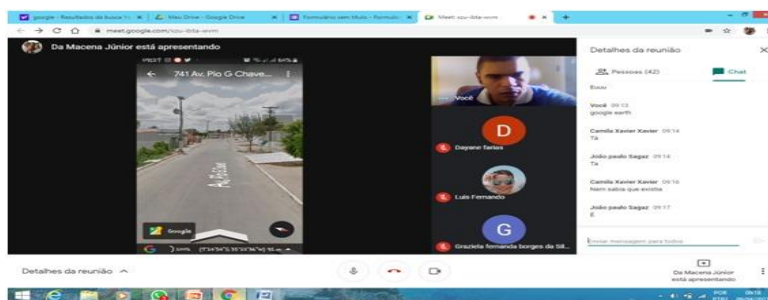 google - Resultados da busca
Meu Drive - Google Drive
Formulário sem título - Formulá
Meet: vzu-ibta-wvm
meet.google.com/vzu-ibta-wvm
Da Macena Júnior está apresentando
741 Av. Pio G Chave...
Google
Você
D
Dayane farias
Luis Fernando
G
Graziela fernanda borges da Sil...
Detalhes da reunião
Pessoas (42)
Chat
Você 09:13
google earth
Camila Xavier Xavier 09:14
Tá
João paulo Sagaz 09:14
Ta
Camila Xavier Xavier 09:16
Nem sabia que existia
João paulo Sagaz 09:17
É
Enviar mensagem para todos
Detalhes da reunião
Da Macena Júnior
está apresentando
POR